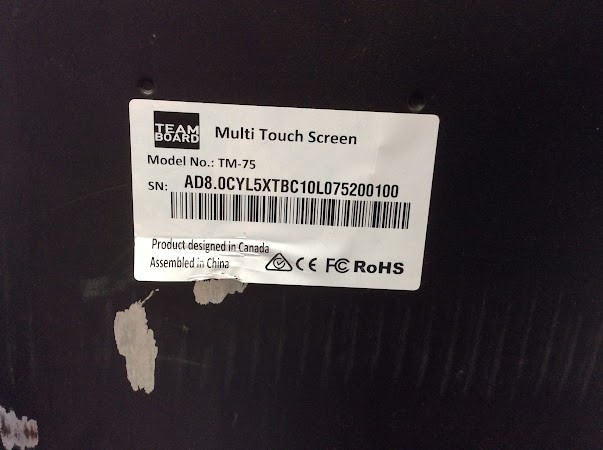 TEAM
BOARD
Multi Touch Screen
Model No.: TM-75
SN: AD8.0CYL5XTBC10L075200100
Product designed in Canada
Assembled in China
CE FC RoHS